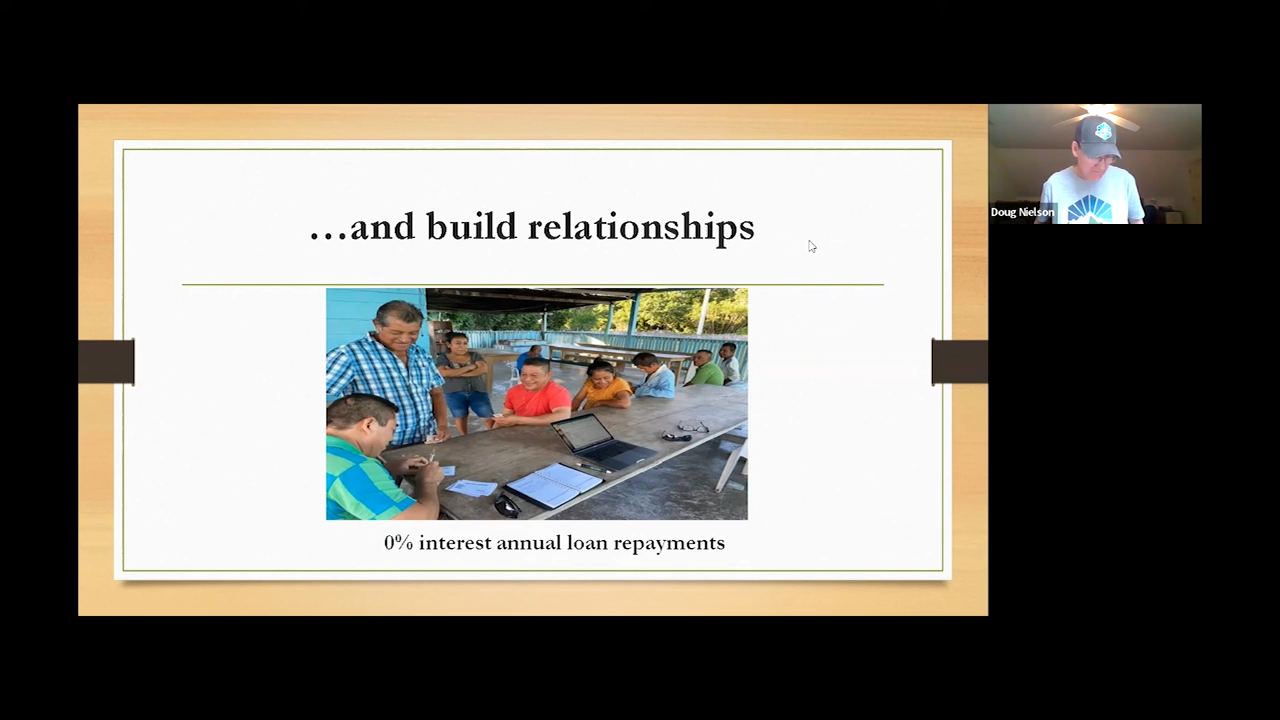 ...and build relationships
Doug Nielson
0% interest annual loan repayments